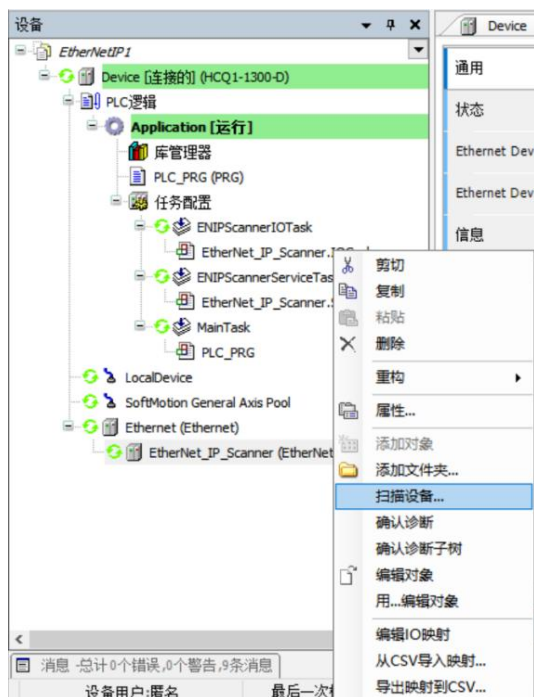 设备
EtherNetIP1
Device [连接的] (HCQ1-1300-D)
PLC逻辑
Application [运行]
库管理器
PLC_PRG (PRG)
任务配置
ENIPScannerIOTask
EtherNet_IP_Scanner.
ENIPScannerServiceTas
EtherNet_IP_Scanner.
MainTask
PLC_PRG
LocalDevice
SoftMotion General Axis Pool
Ethernet (Ethernet)
EtherNet_IP_Scanner (EtherNet
Device
通用
状态
Ethernet Dev
Ethernet Dev
信息
剪切
复制
粘贴
删除
重构
属性...
添加对象
添加文件夹...
扫描设备...
确认诊断
确认诊断子树
编辑对象
用...编辑对象
编辑IO映射
从CSV导入映射...
导出映射到CSV...
消息 -总计0个错误,0个警告,9条消息
设备用户:匿名
最后一次